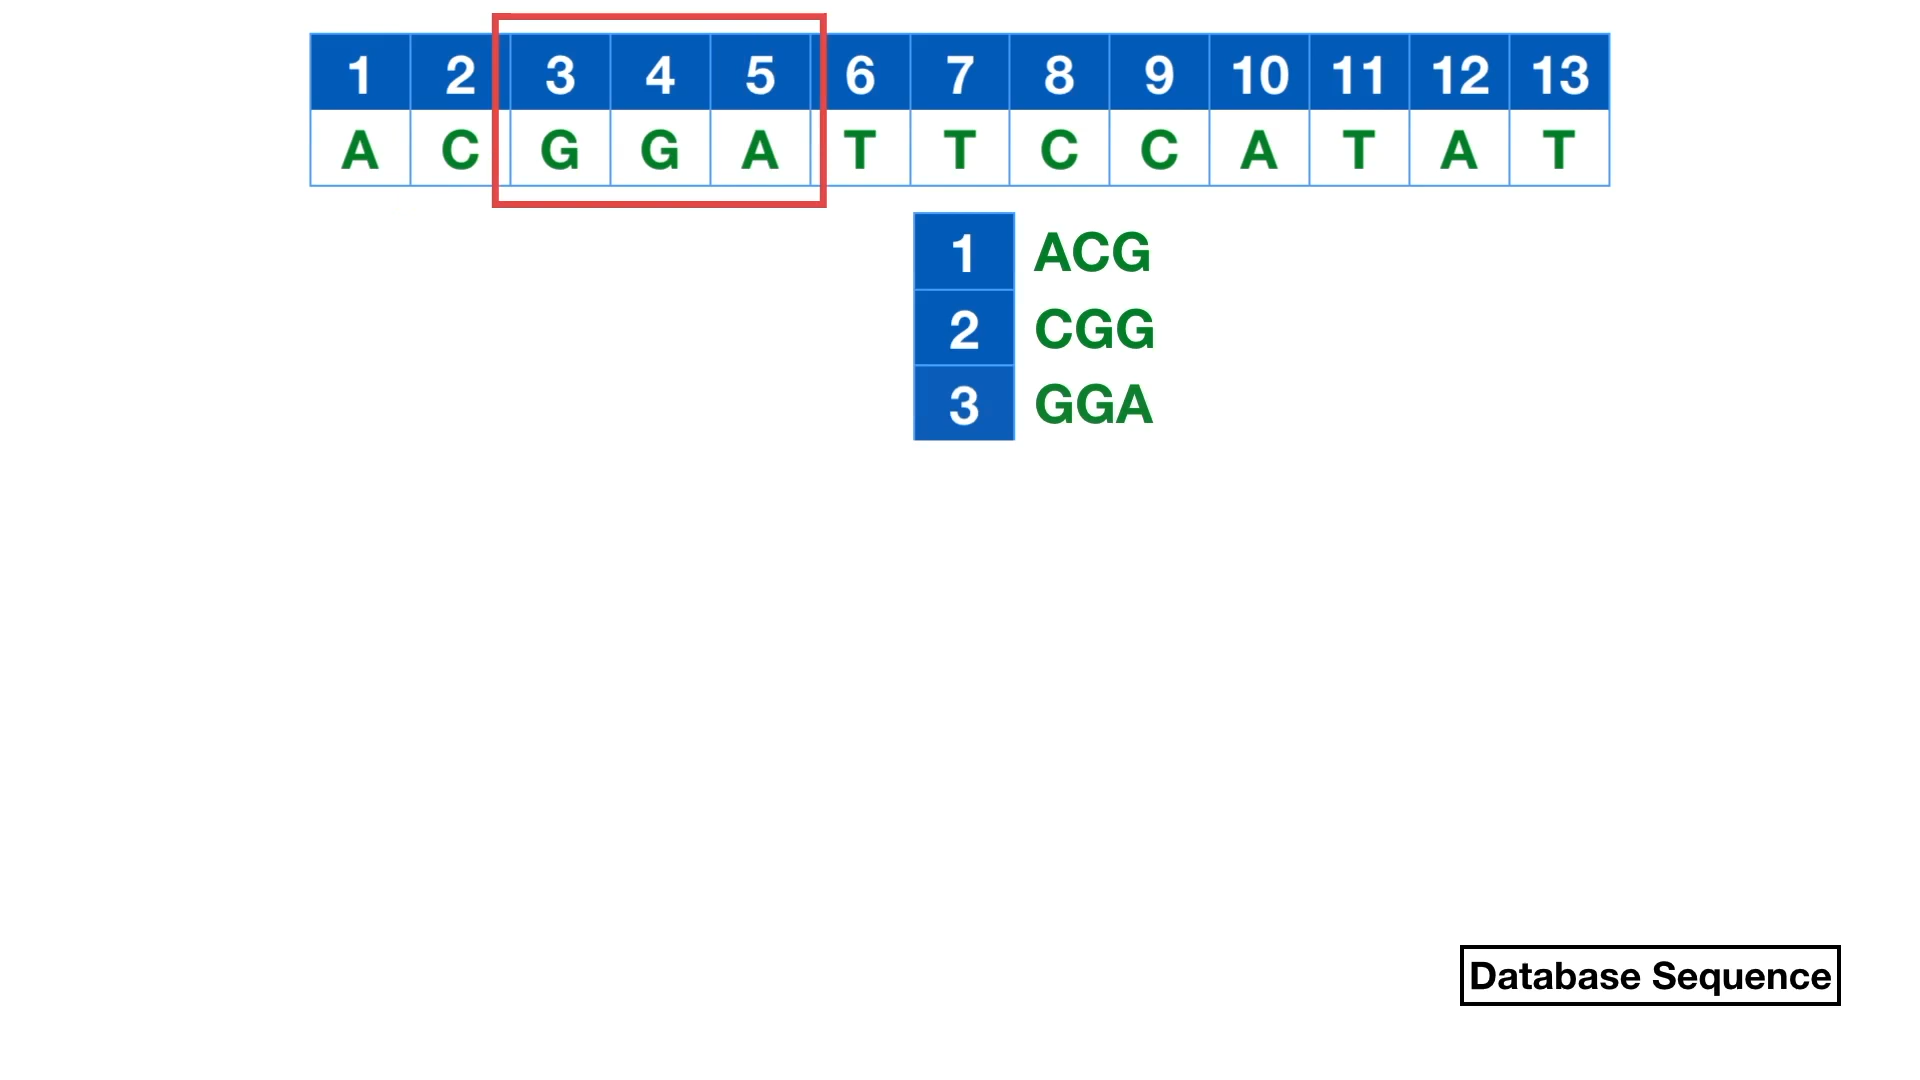 1 2 3 4 5 6 7 8 9 10 11 12 13
A C G G A T T C C A T A T
1 ACG
2 CGG
3 GGA
Database Sequence